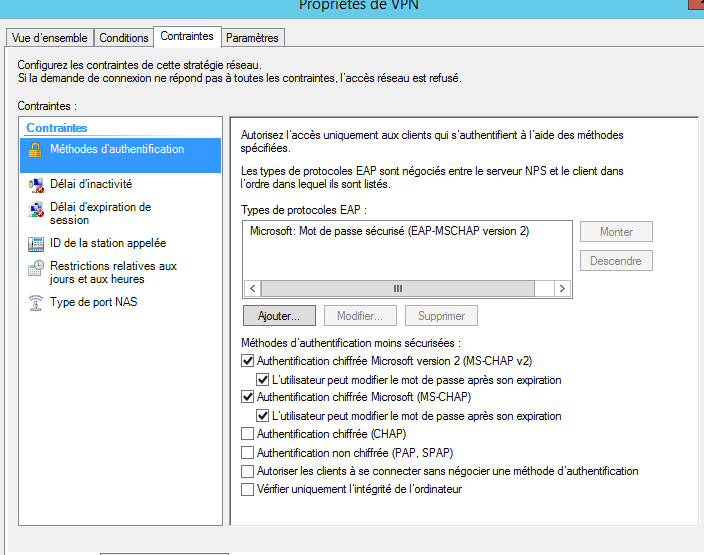 Propriétés de VPN
Vue d'ensemble
Conditions
Contraintes
Paramètres
Configurez les contraintes de cette stratégie réseau.
Si la demande de connexion ne répond pas à toutes les contraintes, l'accès réseau est refusé.
Contraintes :
Contraintes
Méthodes d'authentification
Délai d'inactivité
Délai d'expiration de
session
ID de la station appelée
Restrictions relatives aux
jours et aux heures
Type de port NAS
Autorisez l'accès uniquement aux clients qui s'authentifient à l'aide des méthodes
spécifiées.
Les types de protocoles EAP sont négociés entre le serveur NPS et le client dans
l'ordre dans lequel ils sont listés.
Types de protocoles EAP :
Microsoft: Mot de passe sécurisé (EAP-MSCHAP version 2)
Monter
Descendre
Ajouter...
Modifier...
Supprimer
Méthodes d'authentification moins sécurisées :
Authentification chiffrée Microsoft version 2 (MS-CHAP v2)
L'utilisateur peut modifier le mot de passe après son expiration
Authentification chiffrée Microsoft (MS-CHAP)
L'utilisateur peut modifier le mot de passe après son expiration
Authentification chiffrée (CHAP)
Authentification non chiffrée (PAP, SPAP)
Autoriser les clients à se connecter sans négocier une méthode d'authentification
Vérifier uniquement l'intégrité de l'ordinateur